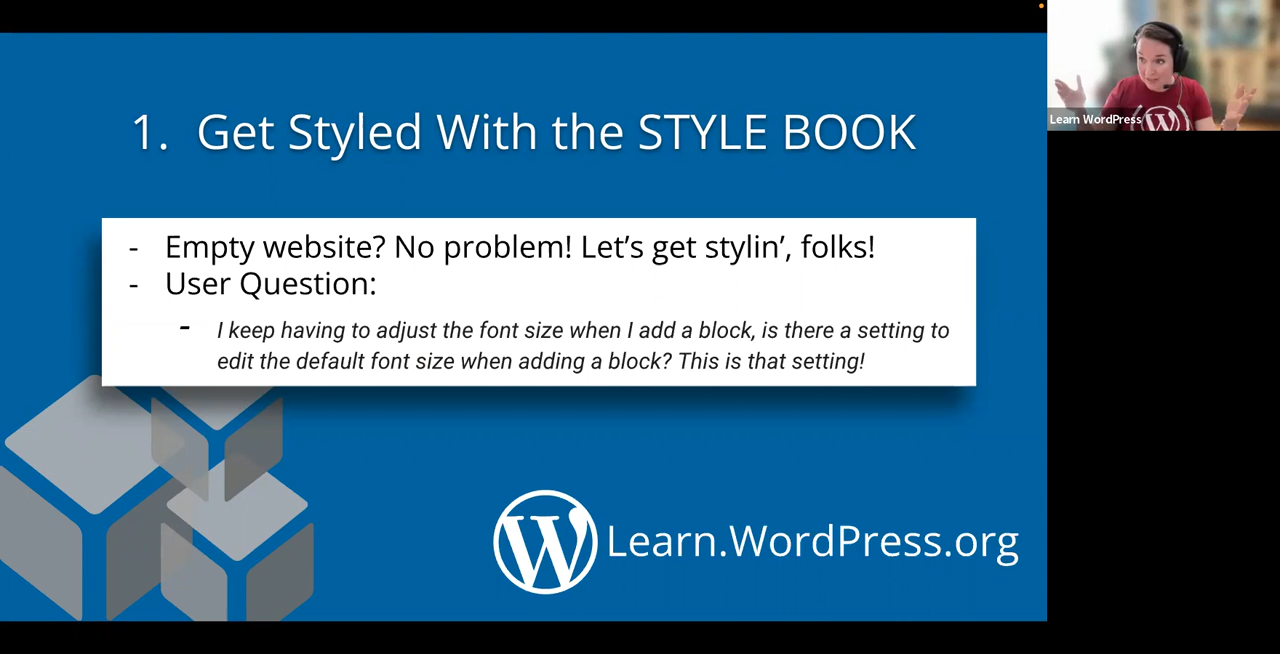 1. Get Styled With the STYLE BOOK
- Empty website? No problem! Let’s get stylin’, folks!
- User Question:
- I keep having to adjust the font size when I add a block, is there a setting to
edit the default font size when adding a block? This is that setting!
Learn.WordPress.org
Learn WordPress